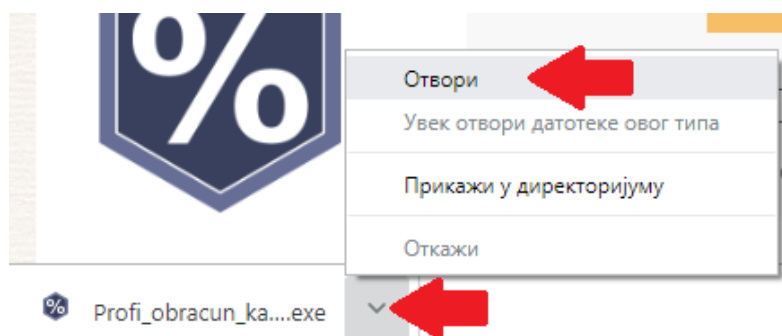 %
Отвори
Увек отвори датотеке овог типа
Прикажи у директоријуму
Откажи
% Profi_obracun_ka....exe